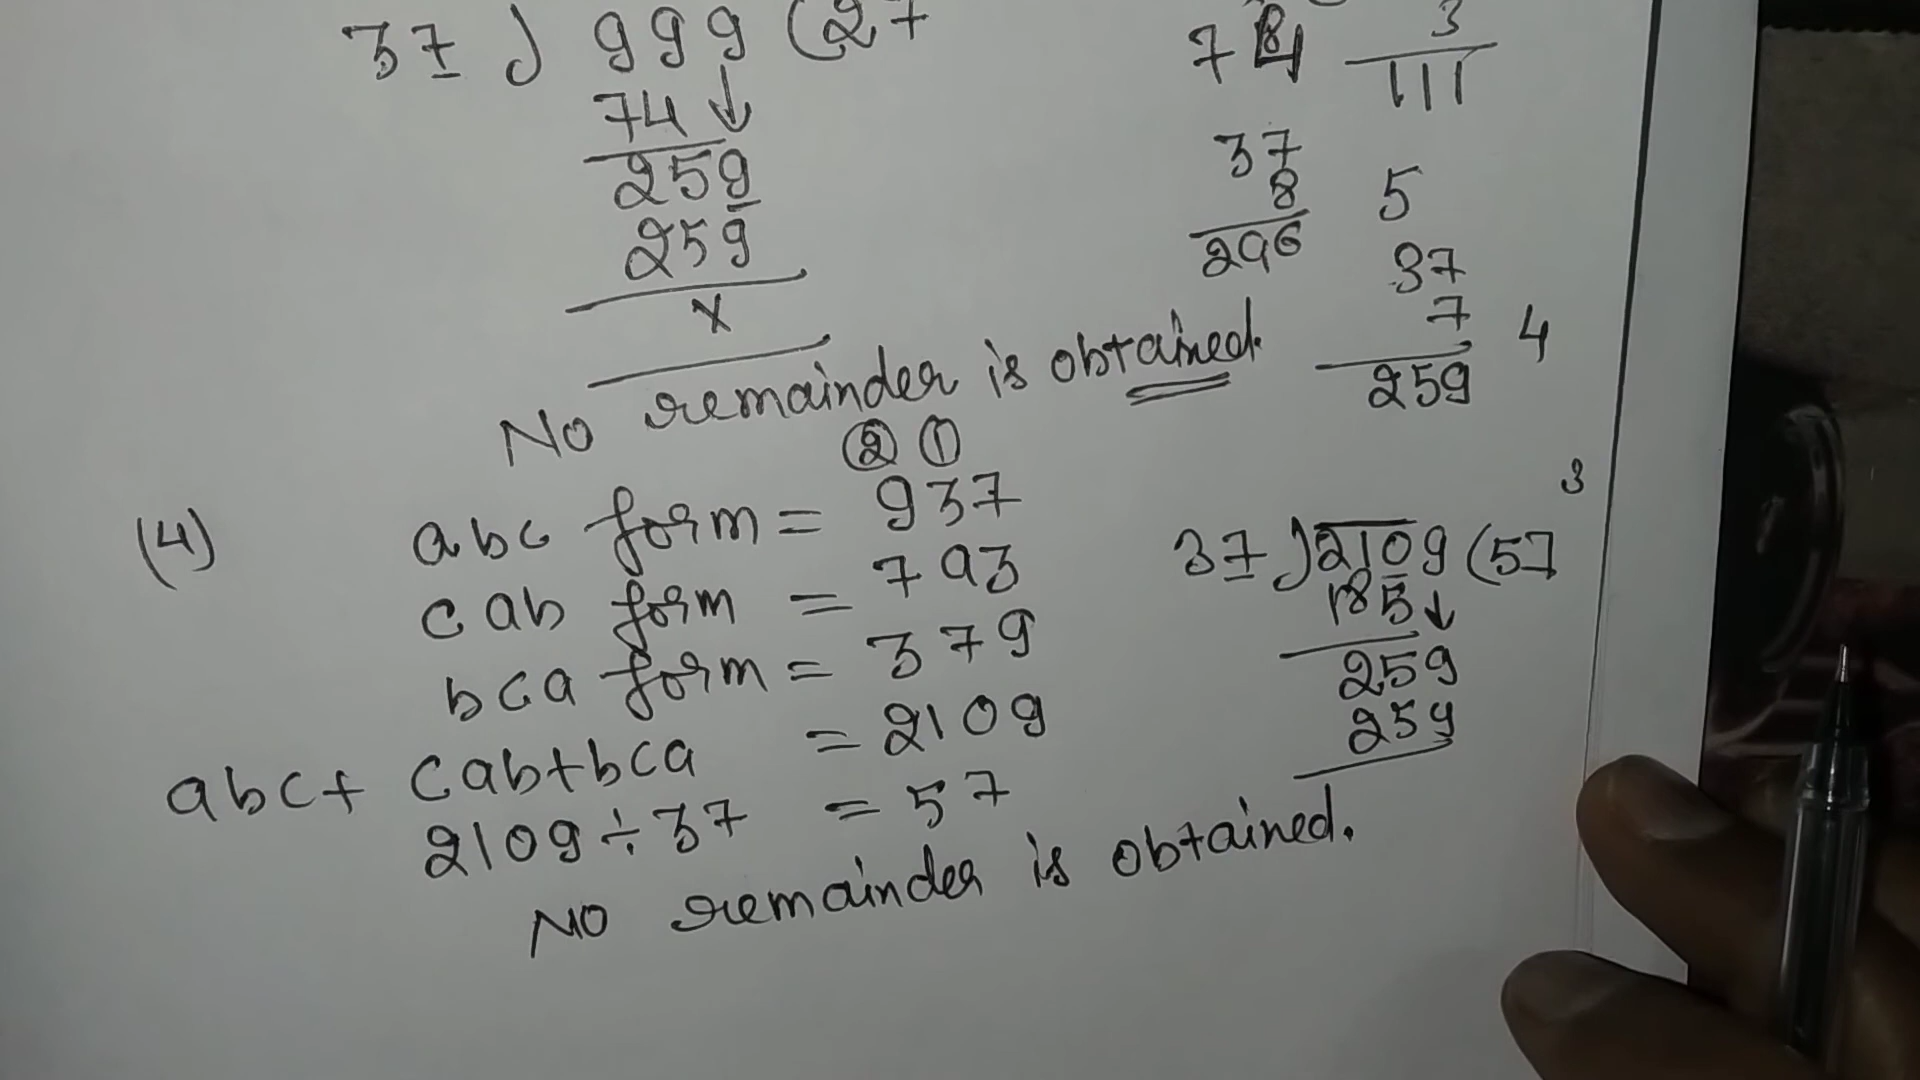 37 ) 999 ( 27
74 ↓
259
259
x
No remainder is obtained.
3
111
37
8
296
5
37
7
259
4
(4)
② ①
abc form = 937
cab form = 793
bca form = 379
abc + cab+bca = 2109
2109 ÷ 37 = 57
No remainder is obtained.
3
37 ) 2109 ( 57
185 ↓
259
259